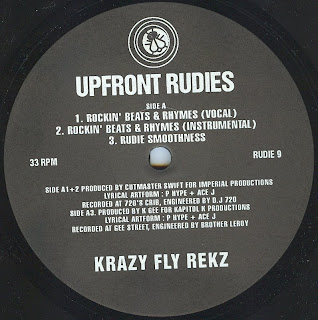 UPFRONT RUDIES
SIDE A
1. ROCKIN' BEATS & RHYMES (VOCAL)
2. ROCKIN' BEATS & RHYMES (INSTRUMENTAL)
3. RUDIE SMOOTHNESS
33 RPM
RUDIE 9
SIDE A1+2 PRODUCED BY CUTMASTER SWIFT FOR IMPERIAL PRODUCTIONS
LYRICAL ARTFORM : P HYPE + ACE J
RECORDED AT 720'S CRIB, ENGINEERED BY D.J 720
SIDE A3. PRODUCED BY K GEE FOR KAPITOL K PRODUCTIONS
LYRICAL ARTFORM : P HYPE + ACE J
RECORDED AT GEE STREET, ENGINEERED BY BROTHER LEROY
KRAZY FLY REKZ